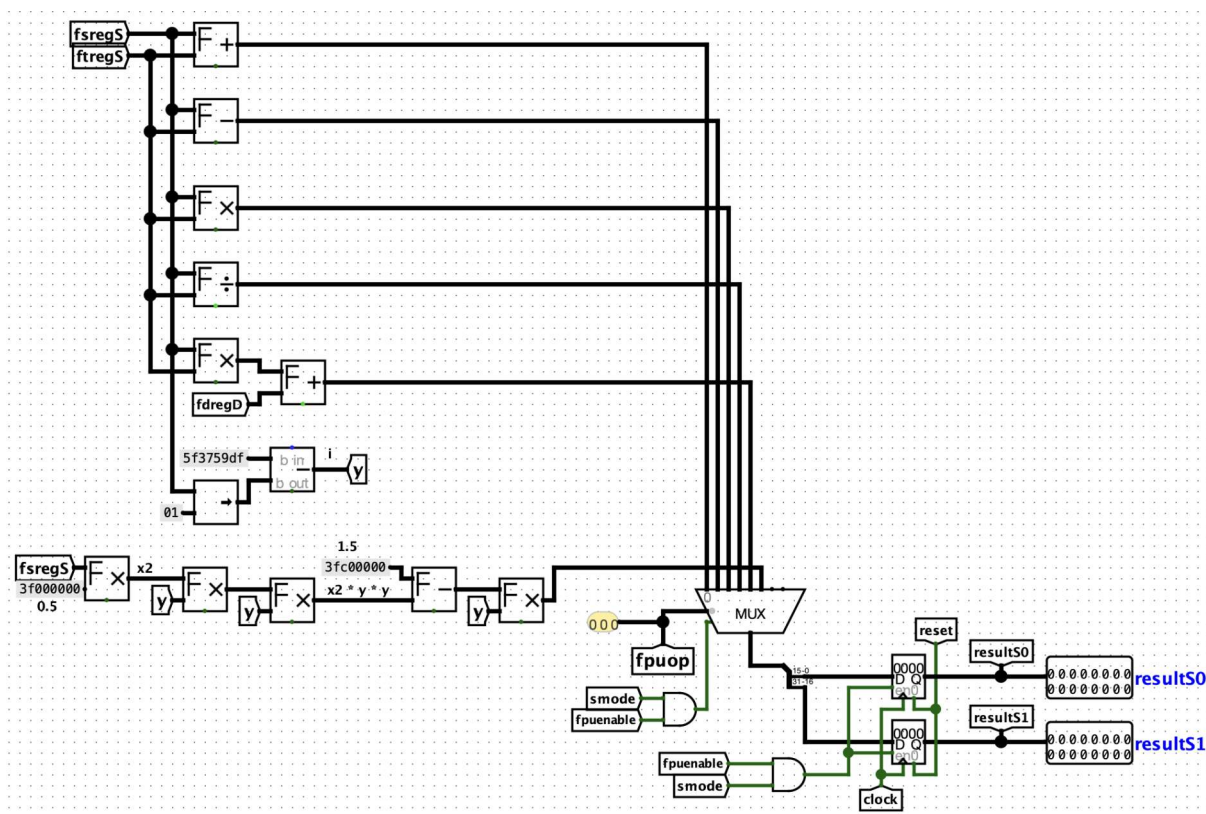 fsregS
ftregS
F +
F −
F ×
F ÷
F ×
F +
fdregD
5f3759df
b in
−
b out
i
y
01
→
1.5
fsregS
3f000000
0.5
F ×
x2
y
F ×
y
F ×
x2 * y * y
3fc00000
F −
y
F ×
0
MUX
000
fpuop
smode
fpuenable
fpuenable
smode
15-0
31-16
reset
0000
D Q
en0
0000
D Q
en0
clock
resultS0
00000000
00000000
resultS0
resultS1
00000000
00000000
resultS1